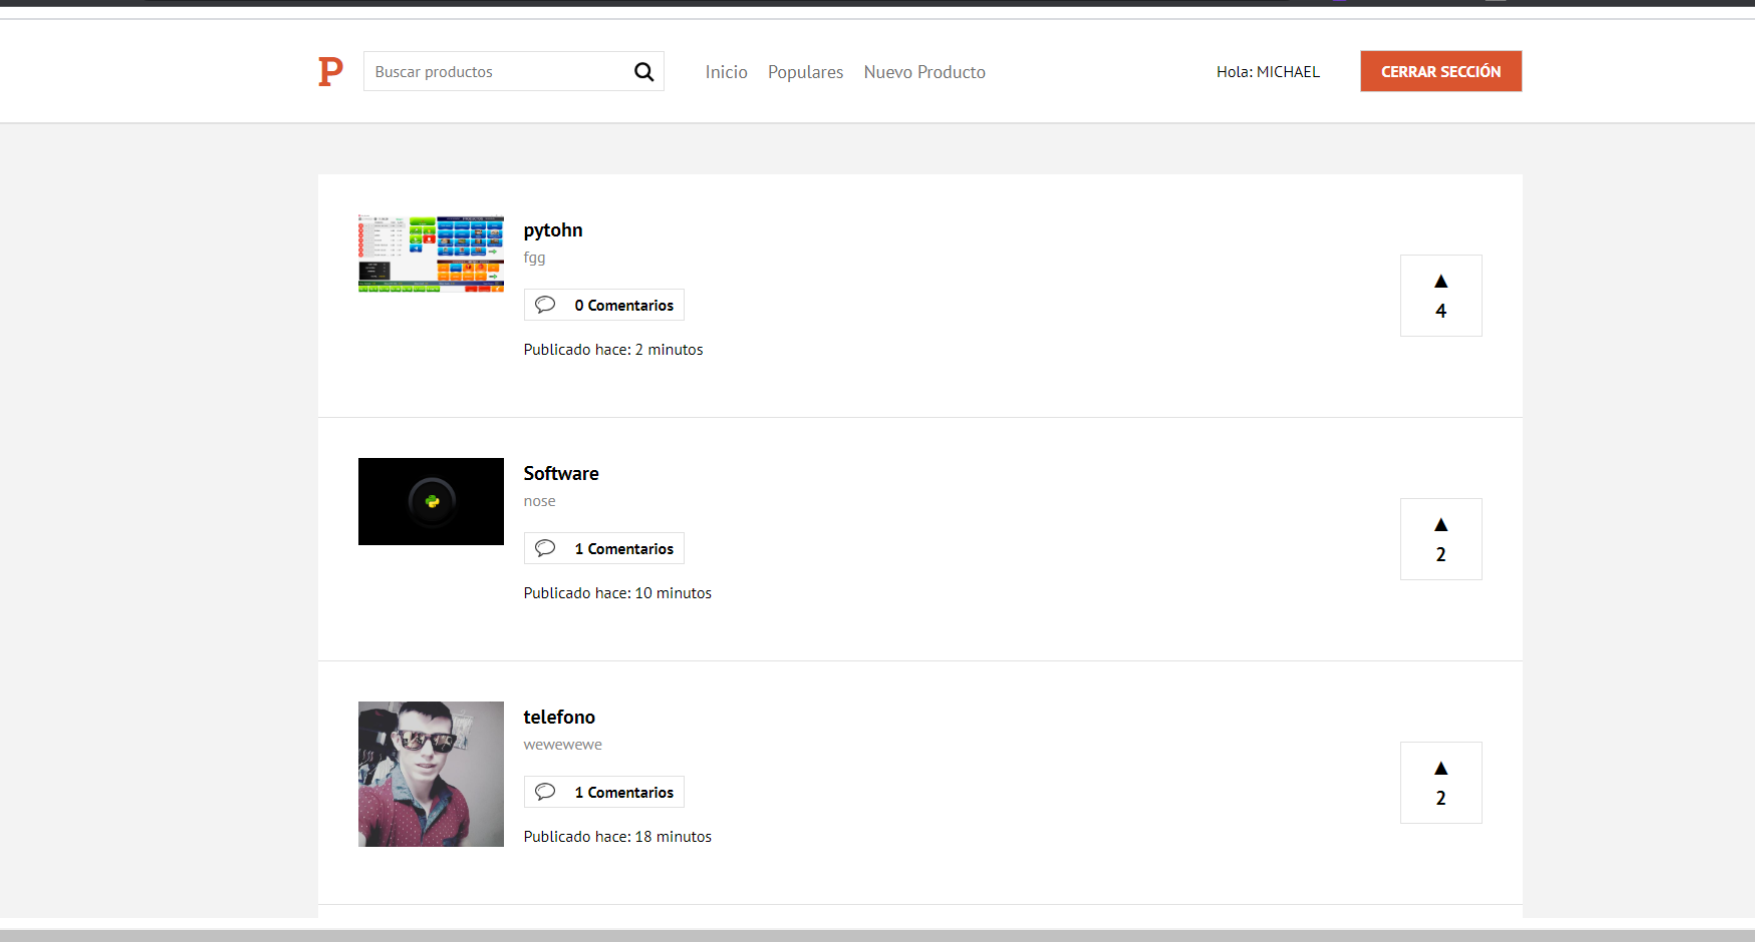 P
Buscar productos
Inicio
Populares
Nuevo Producto
Hola: MICHAEL
CERRAR SECCIÓN
pytohn
fgg
0 Comentarios
Publicado hace: 2 minutos
▲
4
Software
nose
1 Comentarios
Publicado hace: 10 minutos
▲
2
telefono
wewewewe
1 Comentarios
Publicado hace: 18 minutos
▲
2